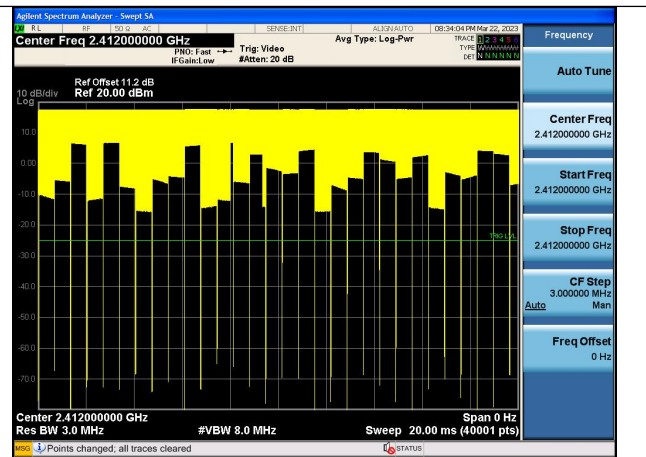 Agilent Spectrum Analyzer - Swept SA
RL RF 50 Ω AC SENSE:INT ALIGN AUTO 08:34:04 PM Mar 22, 2023
Center Freq 2.412000000 GHz
PNO: Fast
IFGain:Low
Trig: Video
#Atten: 20 dB
Avg Type: Log-Pwr
TRACE 1 2 3 4 5 6
TYPE
DET N N N N N N
Frequency
Ref Offset 11.2 dB
10 dB/div Ref 20.00 dBm
Log
10.0
0.00
-10.0
-20.0
-30.0
-40.0
-50.0
-60.0
-70.0
TRIG LVL
Center 2.412000000 GHz Span 0 Hz
Res BW 3.0 MHz #VBW 8.0 MHz Sweep 20.00 ms (40001 pts)
Auto Tune
Center Freq
2.412000000 GHz
Start Freq
2.412000000 GHz
Stop Freq
2.412000000 GHz
CF Step
3.000000 MHz
Auto Man
Freq Offset
0 Hz
MSG Points changed; all traces cleared STATUS